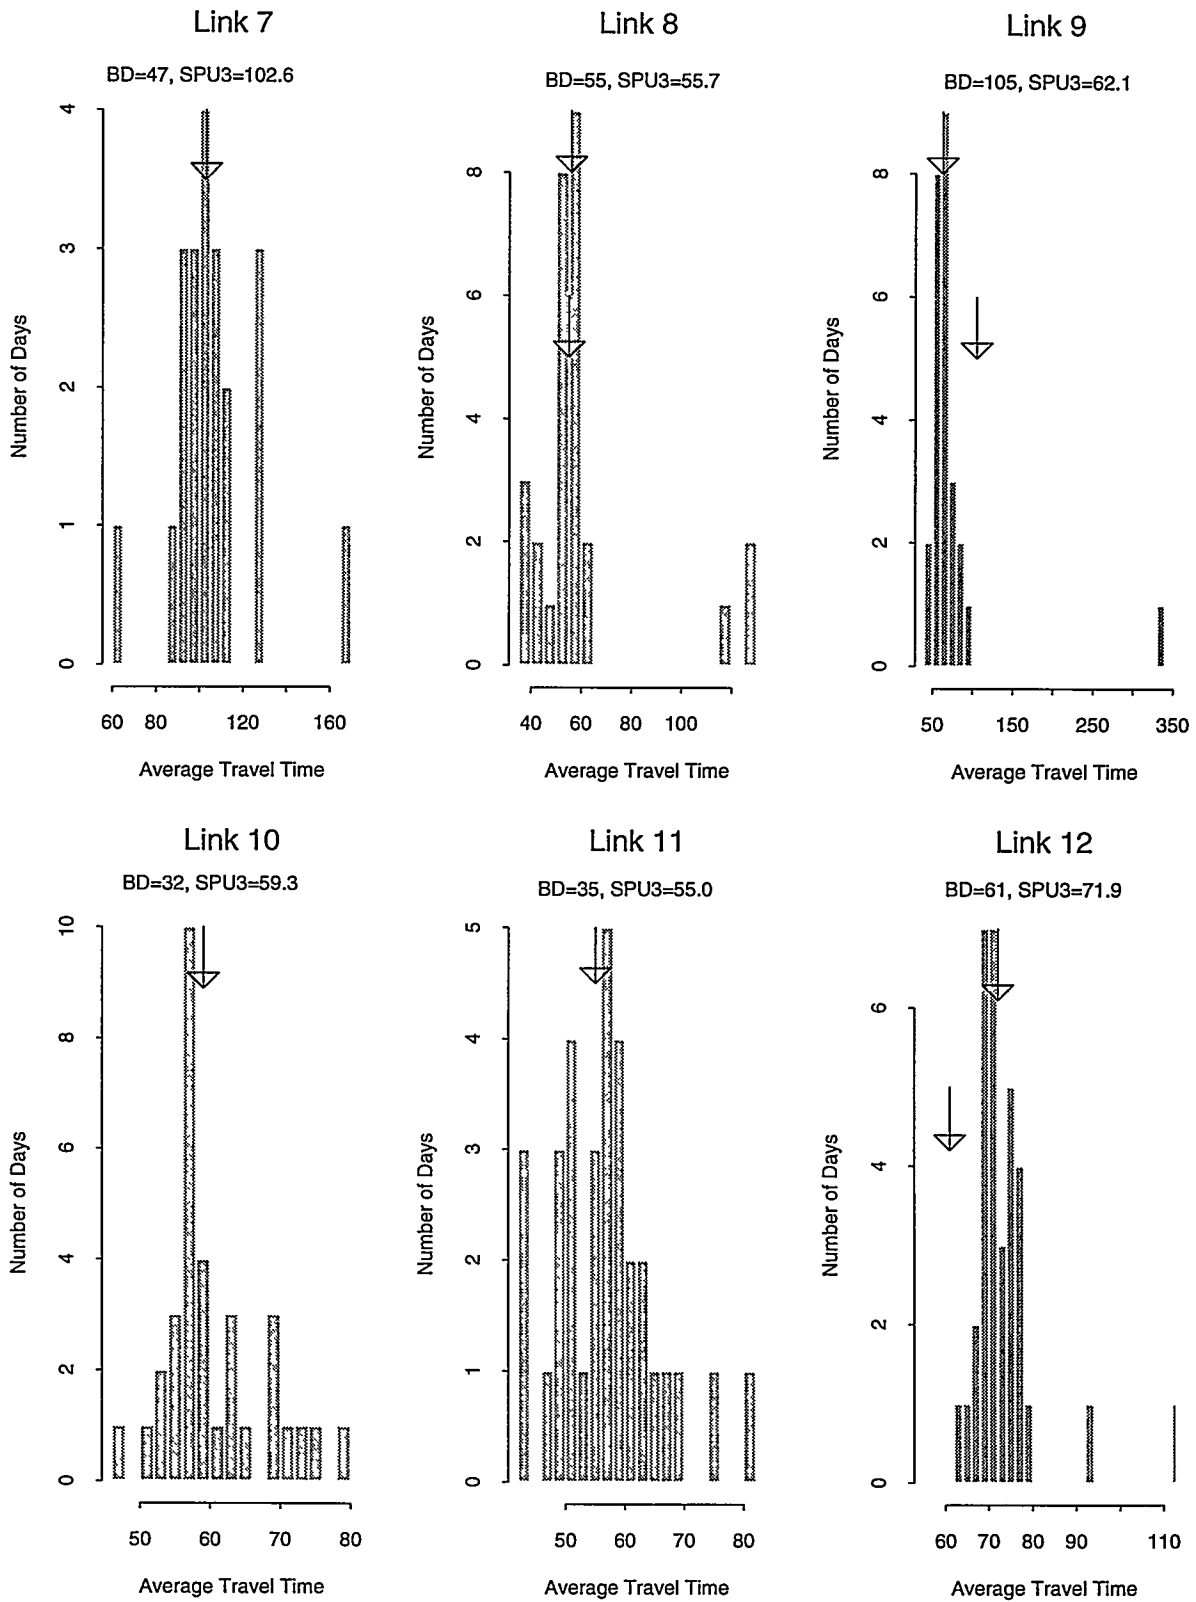 Link 7
BD=47, SPU3=102.6
Number of Days
0 1 2 3 4
60 80 120 160
Average Travel Time
Link 8
BD=55, SPU3=55.7
Number of Days
0 2 4 6 8
40 60 80 100
Average Travel Time
Link 9
BD=105, SPU3=62.1
Number of Days
0 2 4 6 8
50 150 250 350
Average Travel Time
Link 10
BD=32, SPU3=59.3
Number of Days
0 2 4 6 8 10
50 60 70 80
Average Travel Time
Link 11
BD=35, SPU3=55.0
Number of Days
0 1 2 3 4 5
50 60 70 80
Average Travel Time
Link 12
BD=61, SPU3=71.9
Number of Days
0 2 4 6
60 70 80 90 110
Average Travel Time